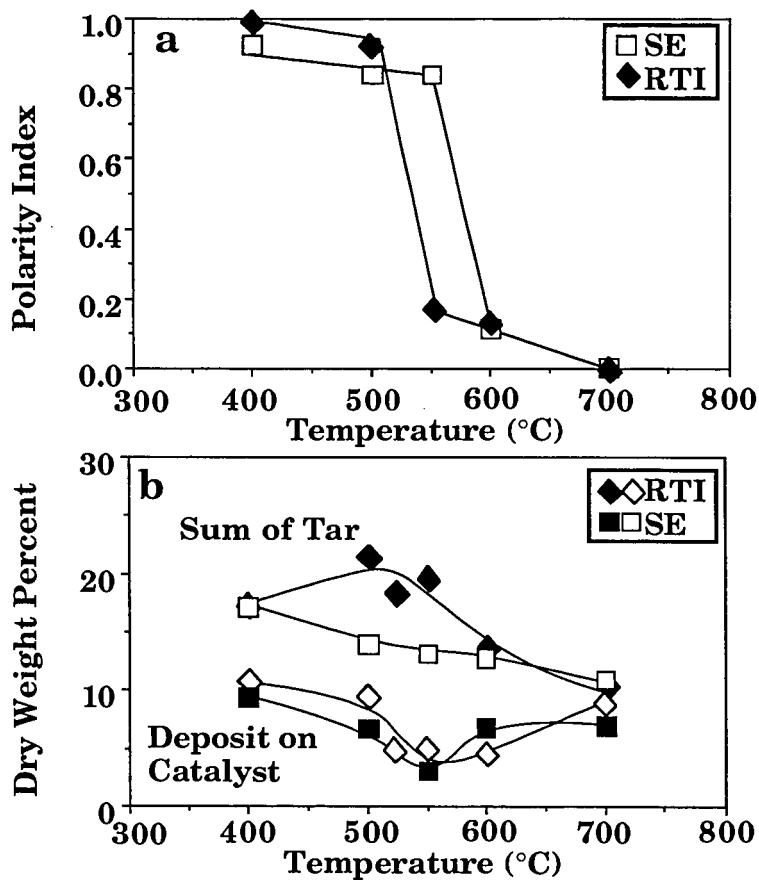 a
SE
RTI
Polarity Index
1.0
0.8
0.6
0.4
0.2
0.0
300 400 500 600 700 800
Temperature (°C)
b
RTI
SE
Sum of Tar
Deposit on
Catalyst
Dry Weight Percent
30
20
10
0
300 400 500 600 700 800
Temperature (°C)